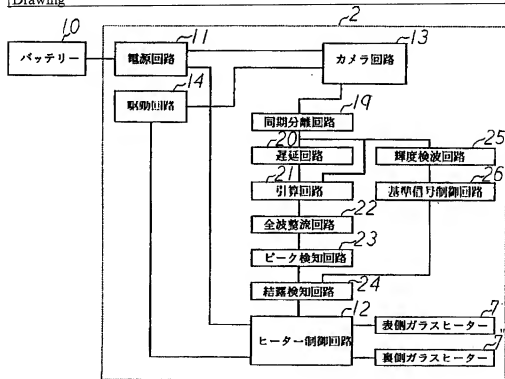 [Drawing
2
10
11
13
バッテリー
電源回路
カメラ回路
14
駆動回路
19
同期分離回路
20
25
遅延回路
輝度検波回路
21
26
引算回路
基準信号制御回路
22
全波整流回路
23
ピーク検知回路
24
結露検知回路
12
7
ヒーター制御回路
表側ガラスヒーター
7'
裏側ガラスヒーター